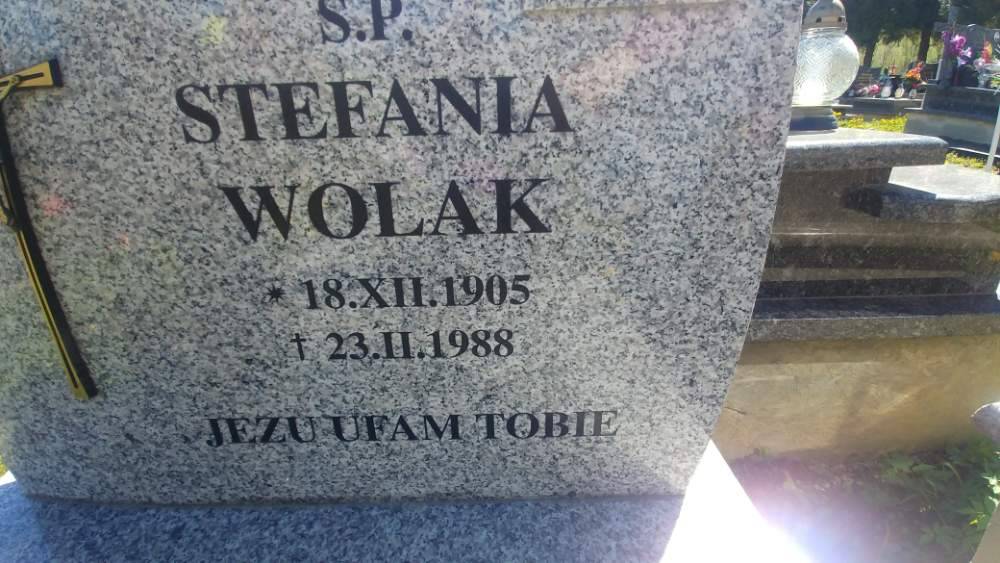 Ś.P.
STEFANIA
WOLAK
* 18.XII.1905
† 23.II.1988
JEZU UFAM TOBIE